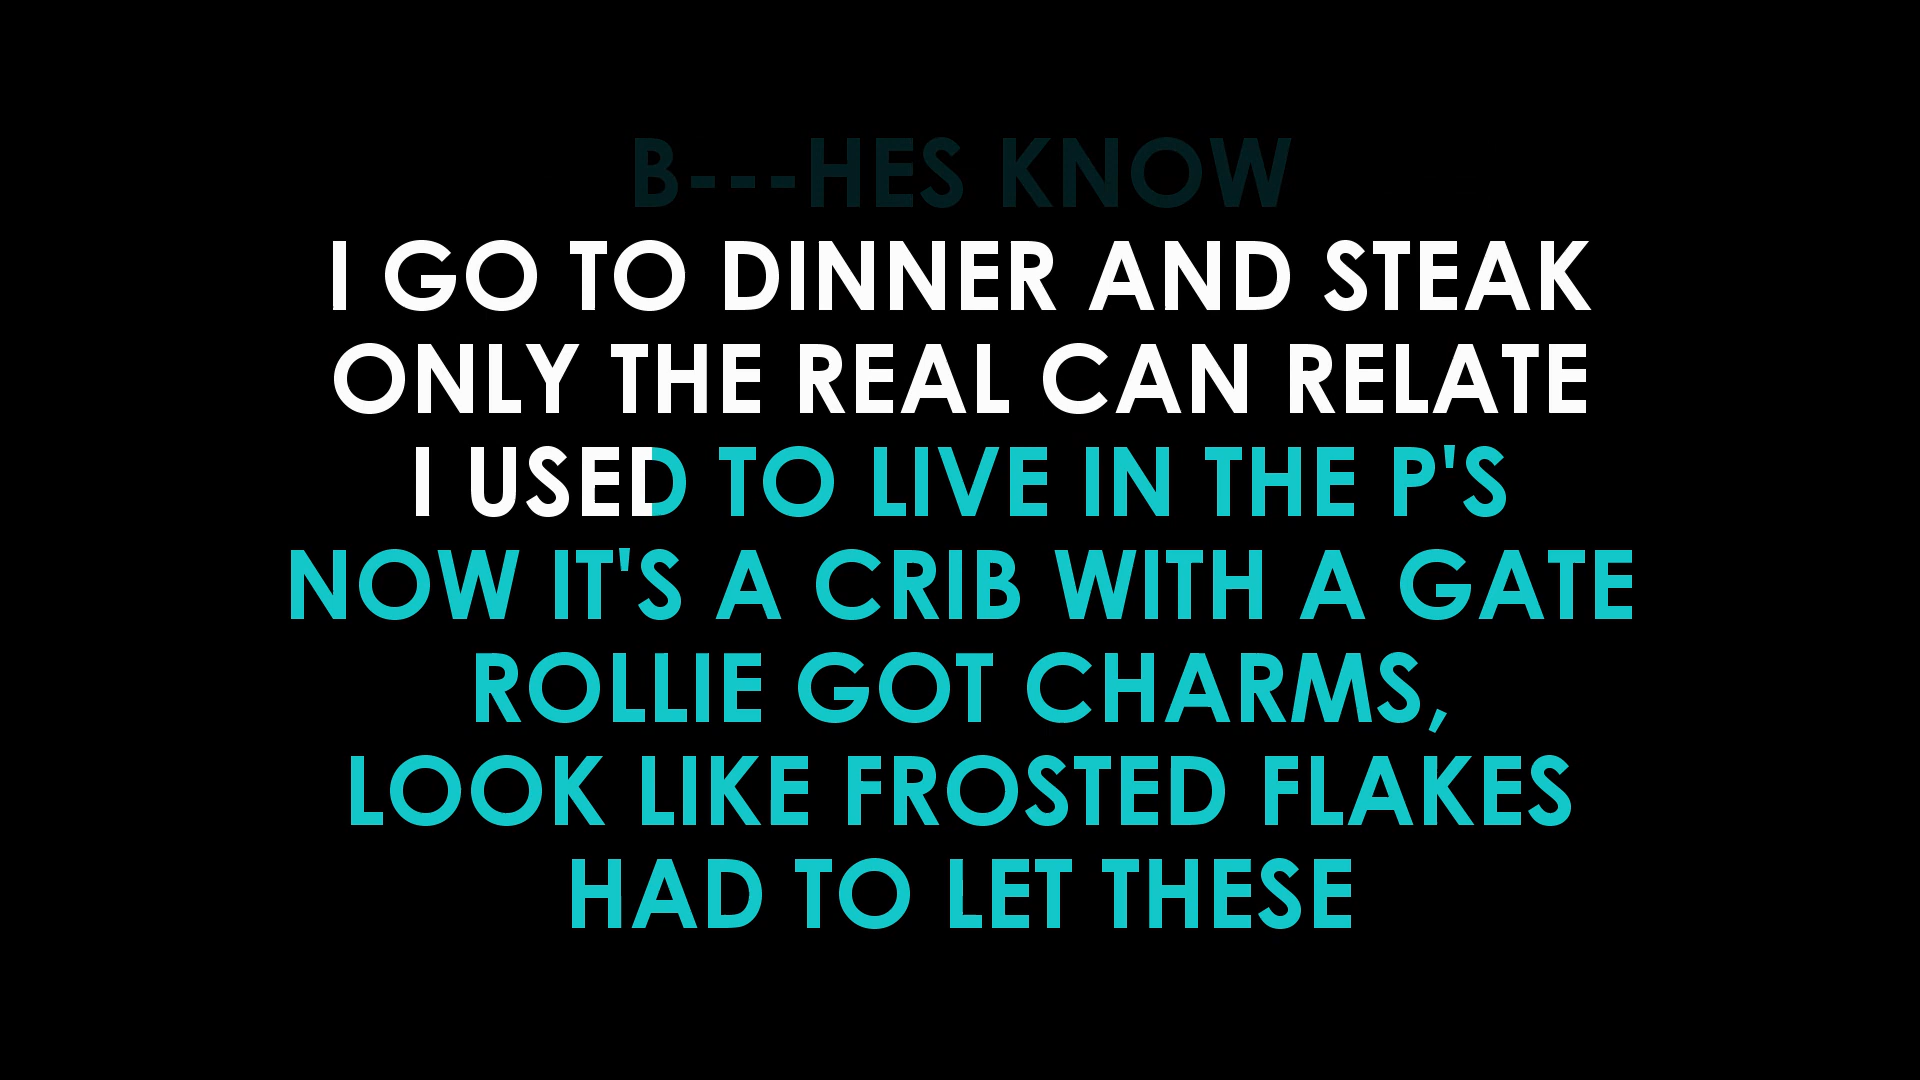 B---HES KNOW
I GO TO DINNER AND STEAK
ONLY THE REAL CAN RELATE
I USED TO LIVE IN THE P'S
NOW IT'S A CRIB WITH A GATE
ROLLIE GOT CHARMS,
LOOK LIKE FROSTED FLAKES
HAD TO LET THESE